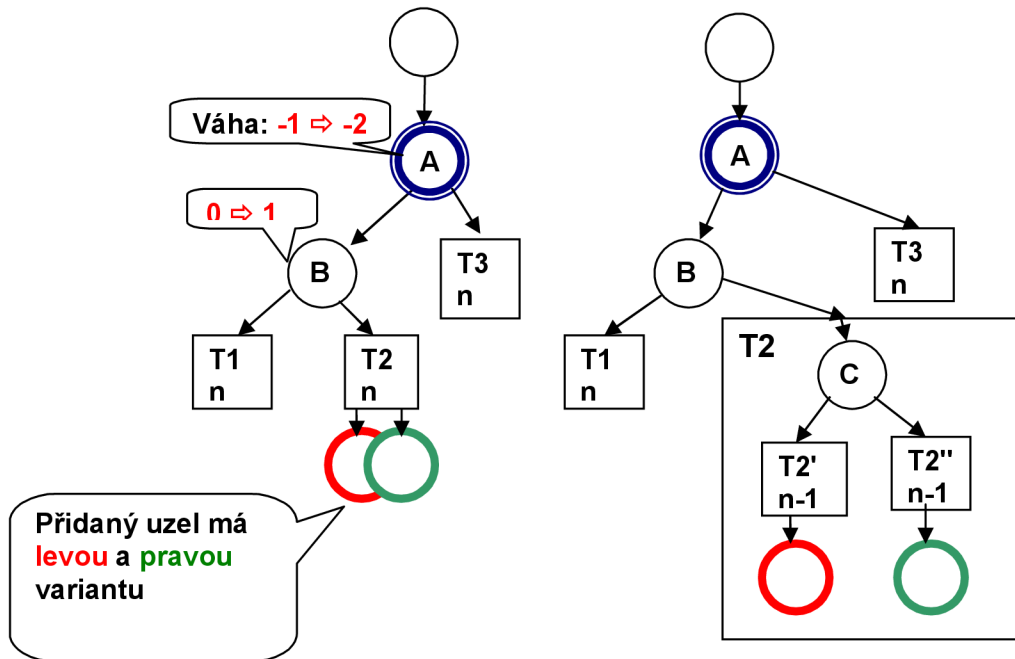 Váha: -1 ⇨ -2
A
0 ⇨ 1
B
T3
n
T1
n
T2
n
Přidaný uzel má
levou a pravou
variantu
A
B
T3
n
T1
n
T2
C
T2'
n-1
T2''
n-1